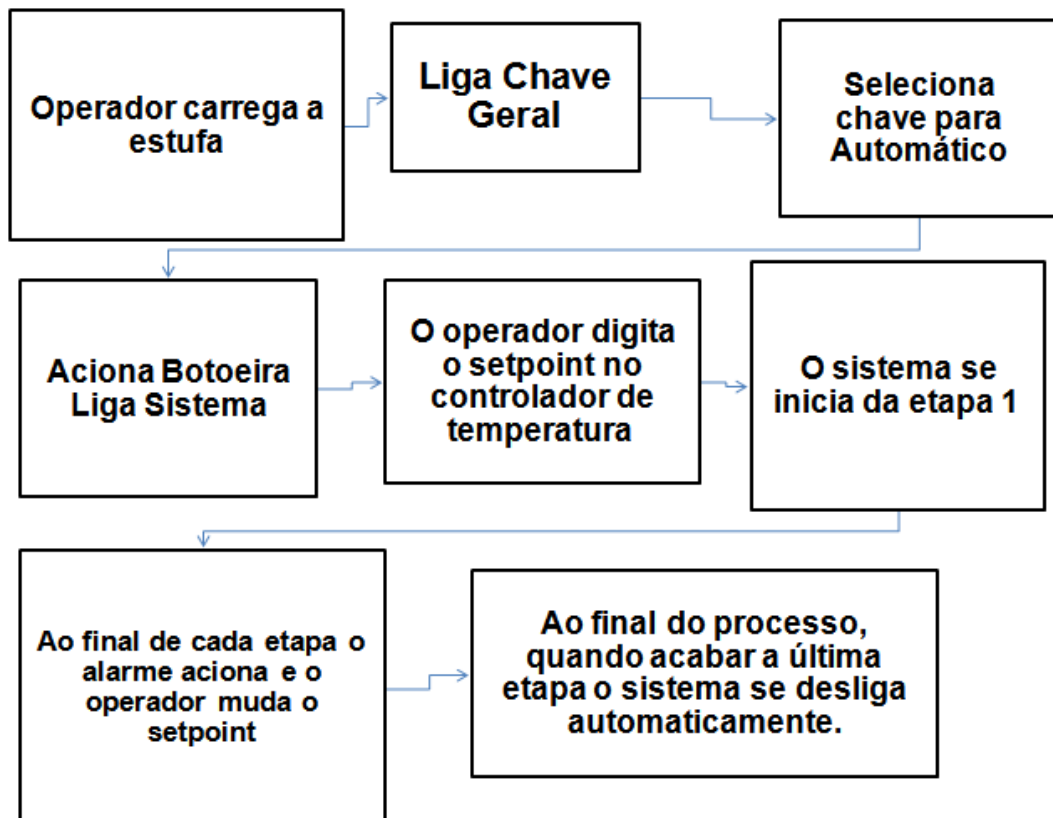 Operador carrega a
estufa
Liga Chave
Geral
Seleciona
chave para
Automático
Aciona Botoeira
Liga Sistema
O operador digita
o setpoint no
controlador de
temperatura
O sistema se
inicia da etapa 1
Ao final de cada etapa o
alarme aciona e o
operador muda o
setpoint
Ao final do processo,
quando acabar a última
etapa o sistema se desliga
automaticamente.